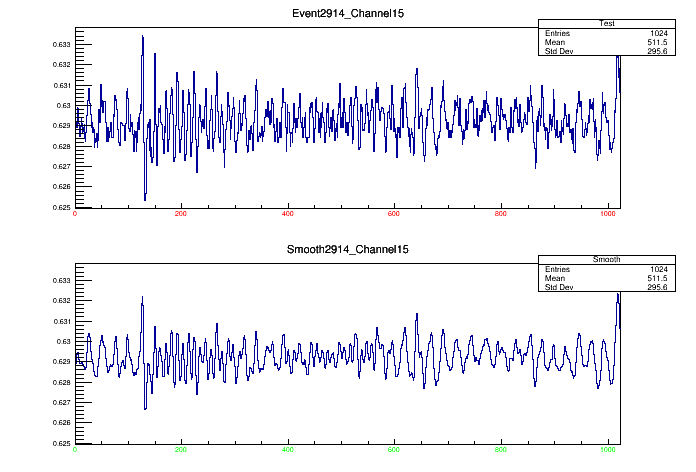 Event2914_Channel15
Test
Entries 1024
Mean 511.5
Std Dev 295.6
0.633
0.632
0.631
0.63
0.629
0.628
0.627
0.626
0.625
0 200 400 600 800 1000
Smooth2914_Channel15
Smooth
Entries 1024
Mean 511.5
Std Dev 295.6
0.633
0.632
0.631
0.63
0.629
0.628
0.627
0.626
0.625
0 200 400 600 800 1000